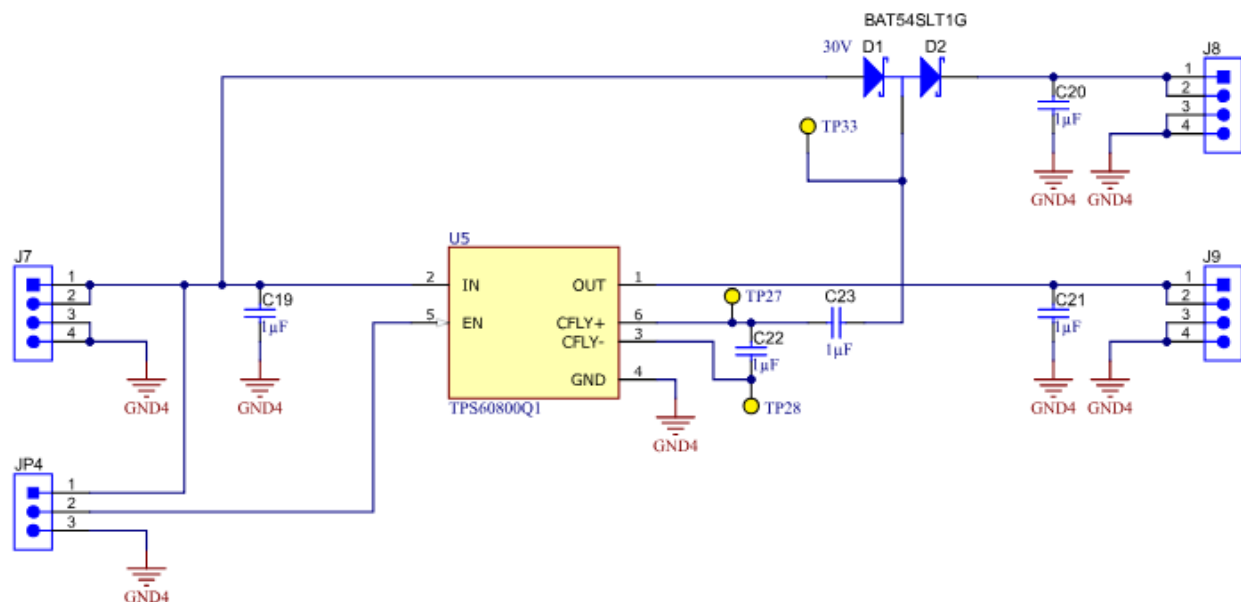 BAT54SLT1G
30V D1 D2
J8
1
2
3
4
C20
1µF
TP33
GND4 GND4
J7
1
2
3
4
C19
1µF
GND4 GND4
U5
2 IN OUT 1
5 EN CFLY+ 6
CFLY- 3
GND 4
TPS60800Q1
TP27 C23
1µF
C22
1µF
TP28
GND4
J9
1
2
3
4
C21
1µF
GND4 GND4
JP4
1
2
3
GND4